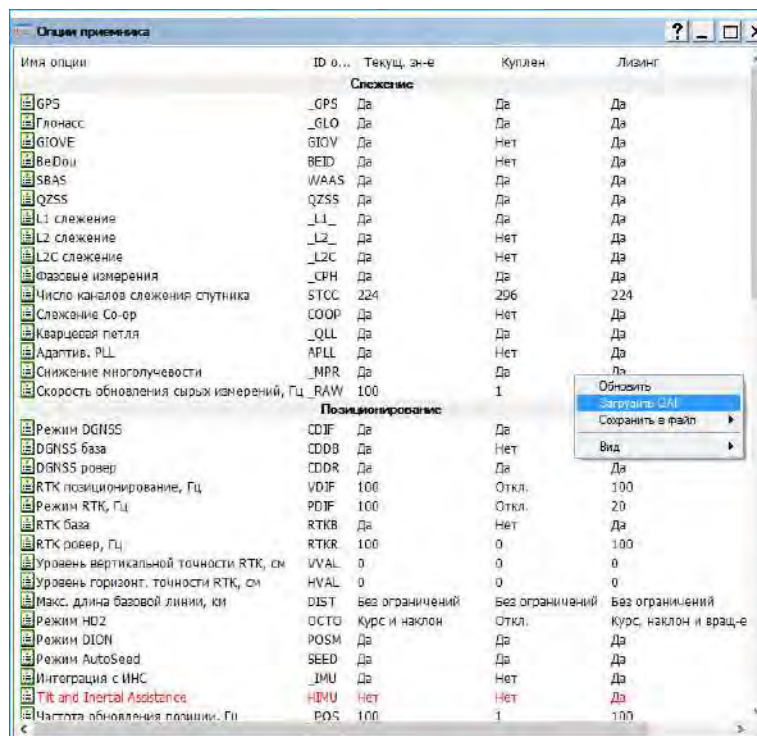 Опции приемника
? _ □ X
Имя опции ID о... Текущ. зн-е Куплен Лизинг
Слежение
GPS _GPS Да Да Да
Глонасс _GLO Да Да Да
GIOVE GIOV Да Нет Да
BeiDou BEID Да Нет Да
SBAS WAAS Да Да Да
QZSS QZSS Да Да Да
L1 слежение _L1_ Да Да Да
L2 слежение _L2_ Да Нет Да
L2C слежение _L2C Да Нет Да
Фазовые измерения _CPH Да Да Да
Число каналов слежения спутника STCC 224 296 224
Слежение Co-op COOP Да Нет Да
Кварцевая петля _QLL Да Да Да
Адаптив. PLL APLL Да Нет Да
Снижение многолучевости _MPR Да Да Да
Скорость обновления сырых измерений, Гц _RAW 100 1
Обновить
Загрузить OAF
Сохранить в файл
Вид
Позиционирование
Режим DGNSS CDIF Да Да
DGNSS база CDDB Да Нет
DGNSS ровер CDDR Да Да Да
RTK позиционирование, Гц VDIF 100 Откл. 100
Режим RTK, Гц PDIF 100 Откл. 20
RTK база RTKB Да Нет Да
RTK ровер, Гц RTKR 100 0 100
Уровень вертикальной точности RTK, см VVAL 0 0 0
Уровень горизонт. точности RTK, см HVAL 0 0 0
Макс. длина базовой линии, км DIST Без ограничений Без ограничений Без ограничений
Режим HD2 OCTO Курс и наклон Откл. Курс, наклон и вращ-е
Режим DION POSM Да Да Да
Режим AutoSeed SEED Да Да Да
Интеграция с ИНС _IMU Да Нет Да
Tilt and Inertal Assistance HIMU Нет Нет Да
Частота обновления позиции, Гц _POS 100 1 100